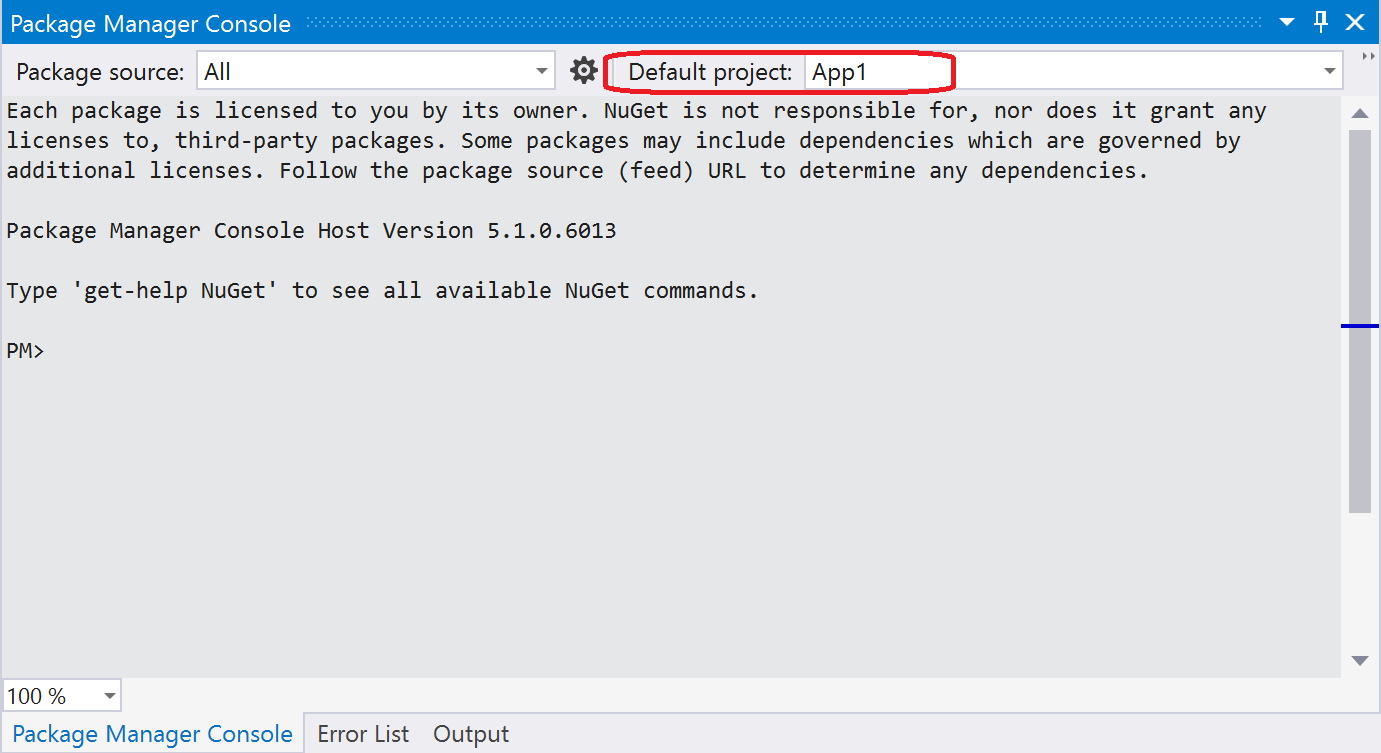 Package Manager Console
Package source: All Default project: App1
Each package is licensed to you by its owner. NuGet is not responsible for, nor does it grant any
licenses to, third-party packages. Some packages may include dependencies which are governed by
additional licenses. Follow the package source (feed) URL to determine any dependencies.
Package Manager Console Host Version 5.1.0.6013
Type 'get-help NuGet' to see all available NuGet commands.
PM>
100 %
Package Manager Console Error List Output